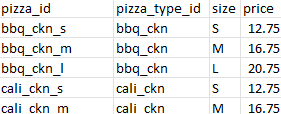 pizza_id pizza_type_id size price
bbq_ckn_s bbq_ckn S 12.75
bbq_ckn_m bbq_ckn M 16.75
bbq_ckn_l bbq_ckn L 20.75
cali_ckn_s cali_ckn S 12.75
cali_ckn_m cali_ckn M 16.75